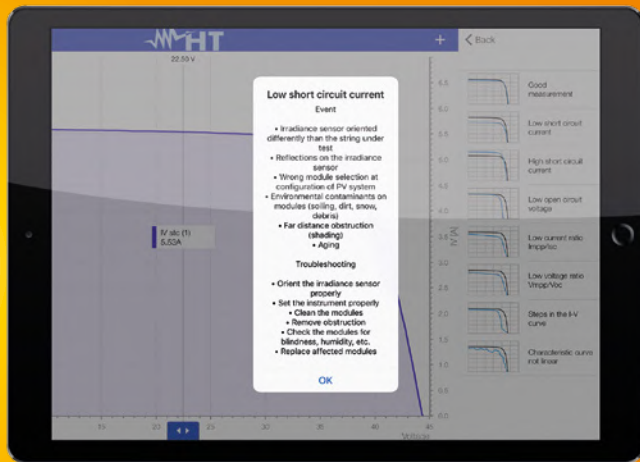 HT
+
Back
22.50 V
Low short circuit current
Event
• Irradiance sensor oriented
differently than the string under
test
• Reflections on the irradiance
sensor
• Wrong module selection at
configuration of PV system
• Environmental contaminants on
modules (soiling, dirt, snow,
debris)
• Far distance obstruction
(shading)
• Aging
Troubleshooting
• Orient the irradiance sensor
properly
• Set the instrument properly
• Clean the modules
• Remove obstruction
• Check the modules for
blindness, humidity, etc.
• Replace affected modules
OK
IV stc (1)
5.53A
6.5
6.0
5.5
5.0
4.5
4.0
3.5
3.0
2.5
2.0
1.5
1.0
0.5
0.0
15
20
25
30
35
40
45
Voltage
Good
measurement
Low short circuit
current
High short circuit
current
Low open circuit
voltage
Low current ratio
Impp/Isc
Low voltage ratio
Vmpp/Voc
Steps in the I-V
curve
Characteristic curve
not linear